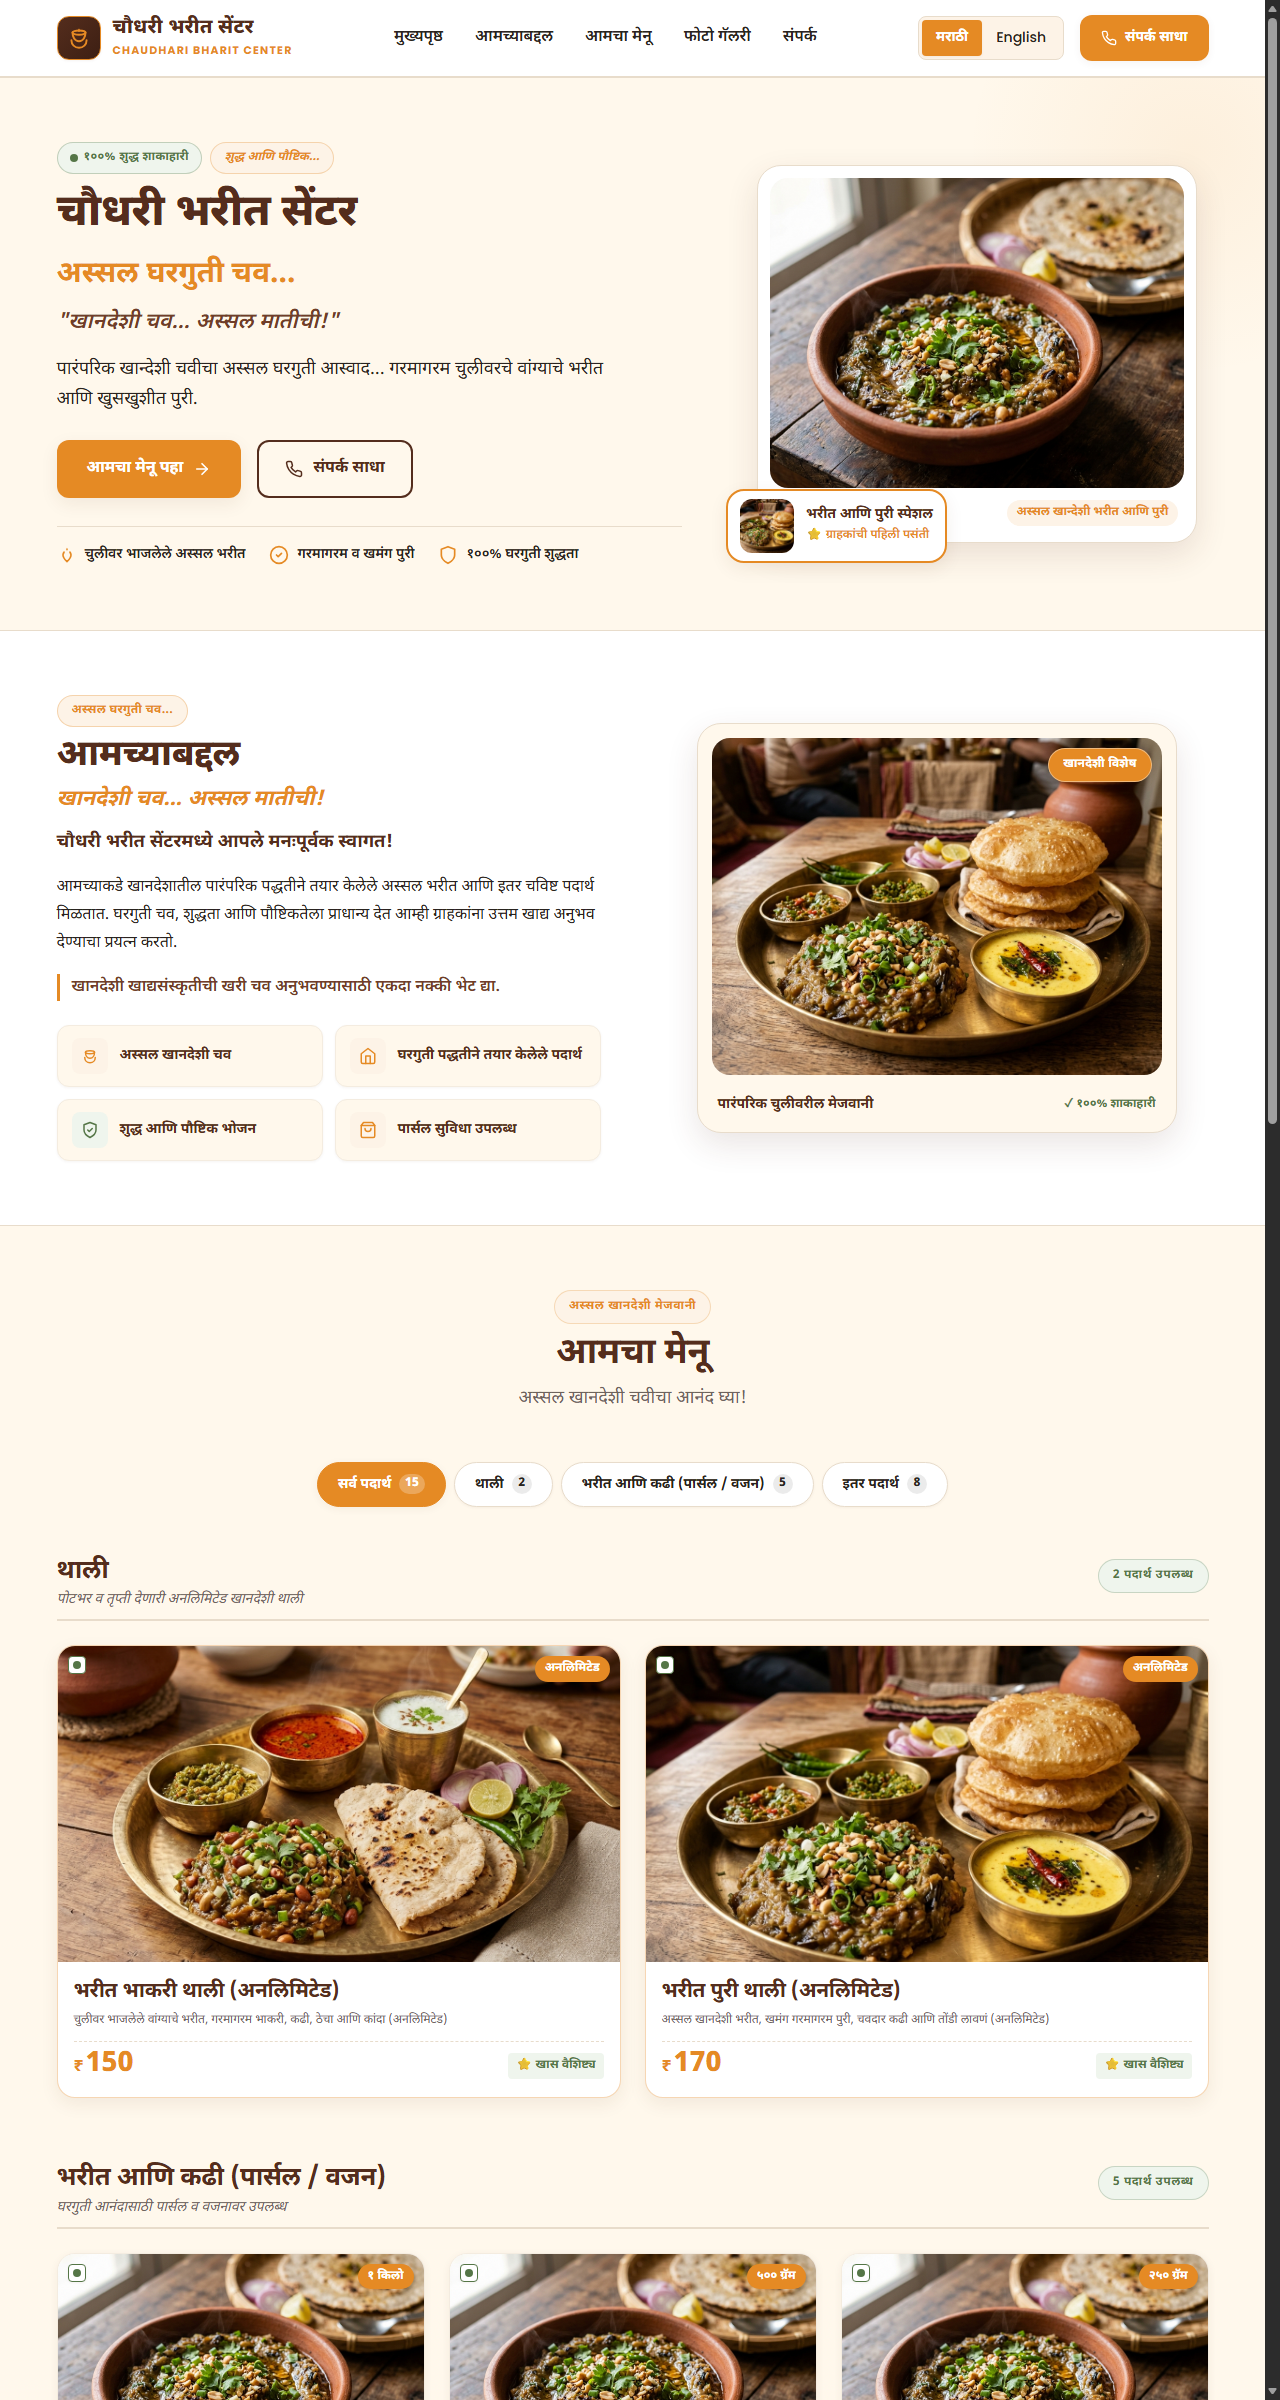 चौधरी भरीत सेंटर
CHAUDHARI BHARIT CENTER
मुख्यपृष्ठ
आमच्याबद्दल
आमचा मेनू
फोटो गॅलरी
संपर्क
मराठी
English
संपर्क साधा
१००% शुद्ध शाकाहारी
शुद्ध आणि पौष्टिक...
चौधरी भरीत सेंटर
अस्सल घरगुती चव...
"खानदेशी चव... अस्सल मातीची!"
पारंपरिक खान्देशी चवीचा अस्सल घरगुती आस्वाद... गरमागरम चुलीवरचे वांग्याचे भरीत
आणि खुसखुशीत पुरी.
आमचा मेनू पहा
संपर्क साधा
चुलीवर भाजलेले अस्सल भरीत
गरमागरम व खमंग पुरी
१००% घरगुती शुद्धता
भरीत आणि पुरी स्पेशल
ग्राहकांची पहिली पसंती
अस्सल खान्देशी भरीत आणि पुरी
अस्सल घरगुती चव...
आमच्याबद्दल
खानदेशी चव... अस्सल मातीची!
चौधरी भरीत सेंटरमध्ये आपले मनःपूर्वक स्वागत!
आमच्याकडे खानदेशातील पारंपरिक पद्धतीने तयार केलेले अस्सल भरीत आणि इतर चविष्ट पदार्थ
मिळतात. घरगुती चव, शुद्धता आणि पौष्टिकतेला प्राधान्य देत आम्ही ग्राहकांना उत्तम खाद्य अनुभव
देण्याचा प्रयत्न करतो.
खानदेशी खाद्यसंस्कृतीची खरी चव अनुभवण्यासाठी एकदा नक्की भेट द्या.
अस्सल खानदेशी चव
घरगुती पद्धतीने तयार केलेले पदार्थ
शुद्ध आणि पौष्टिक भोजन
पार्सल सुविधा उपलब्ध
खानदेशी विशेष
पारंपरिक चुलीवरील मेजवानी
✓ १००% शाकाहारी
अस्सल खानदेशी मेजवानी
आमचा मेनू
अस्सल खानदेशी चवीचा आनंद घ्या!
सर्व पदार्थ 15
थाली 2
भरीत आणि कढी (पार्सल / वजन) 5
इतर पदार्थ 8
थाली
पोटभर व तृप्ती देणारी अनलिमिटेड खानदेशी थाली
2 पदार्थ उपलब्ध
अनलिमिटेड
अनलिमिटेड
भरीत भाकरी थाली (अनलिमिटेड)
चुलीवर भाजलेले वांग्याचे भरीत, गरमागरम भाकरी, कढी, ठेचा आणि कांदा (अनलिमिटेड)
₹150
खास वैशिष्ट्य
भरीत पुरी थाली (अनलिमिटेड)
अस्सल खानदेशी भरीत, खमंग गरमागरम पुरी, चवदार कढी आणि तोंडी लावणं (अनलिमिटेड)
₹170
खास वैशिष्ट्य
भरीत आणि कढी (पार्सल / वजन)
घरगुती आनंदासाठी पार्सल व वजनावर उपलब्ध
5 पदार्थ उपलब्ध
१ किलो
५०० ग्रॅम
२५० ग्रॅम